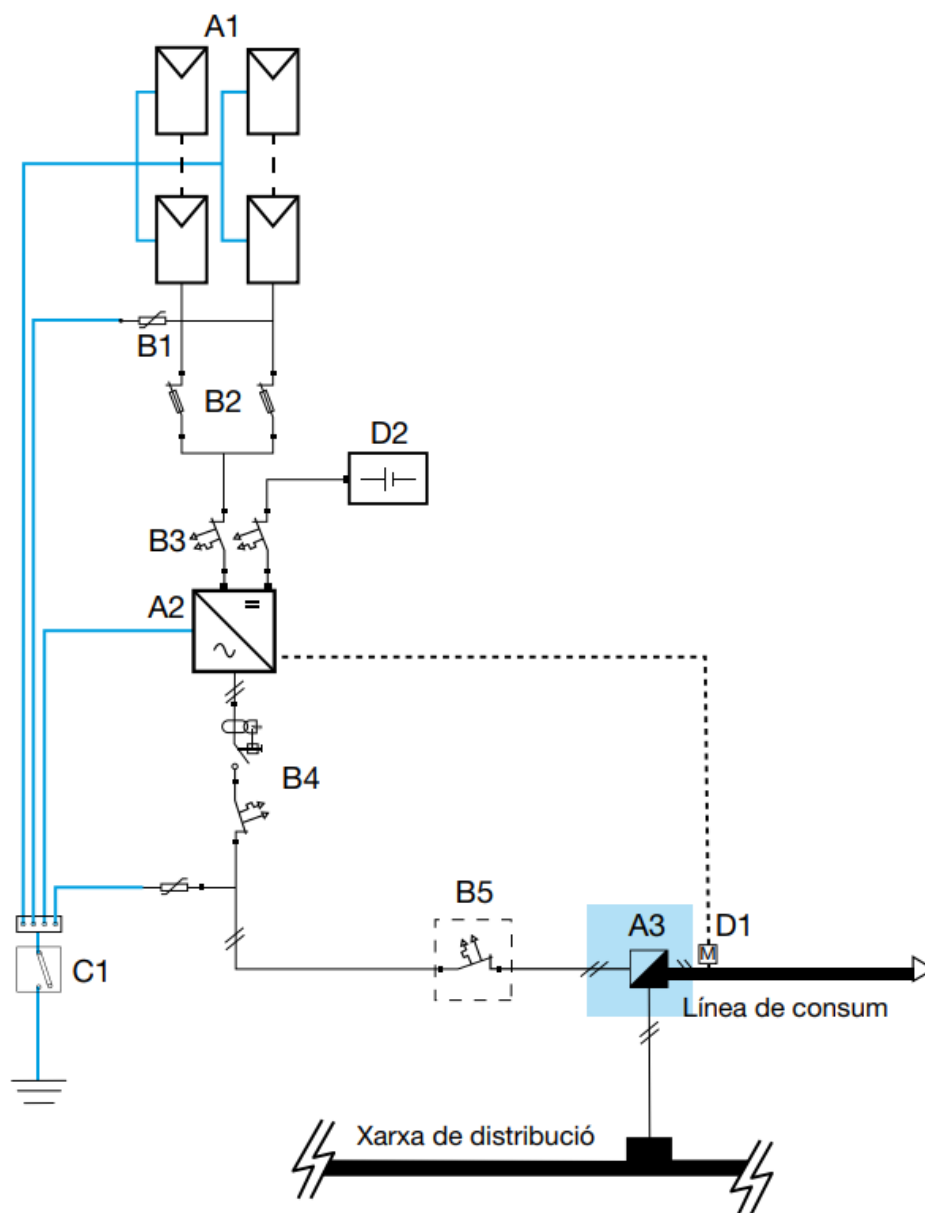 A1
B1
B2
D2
B3
A2
B4
B5
A3
D1
M
C1
Línea de consum
Xarxa de distribució